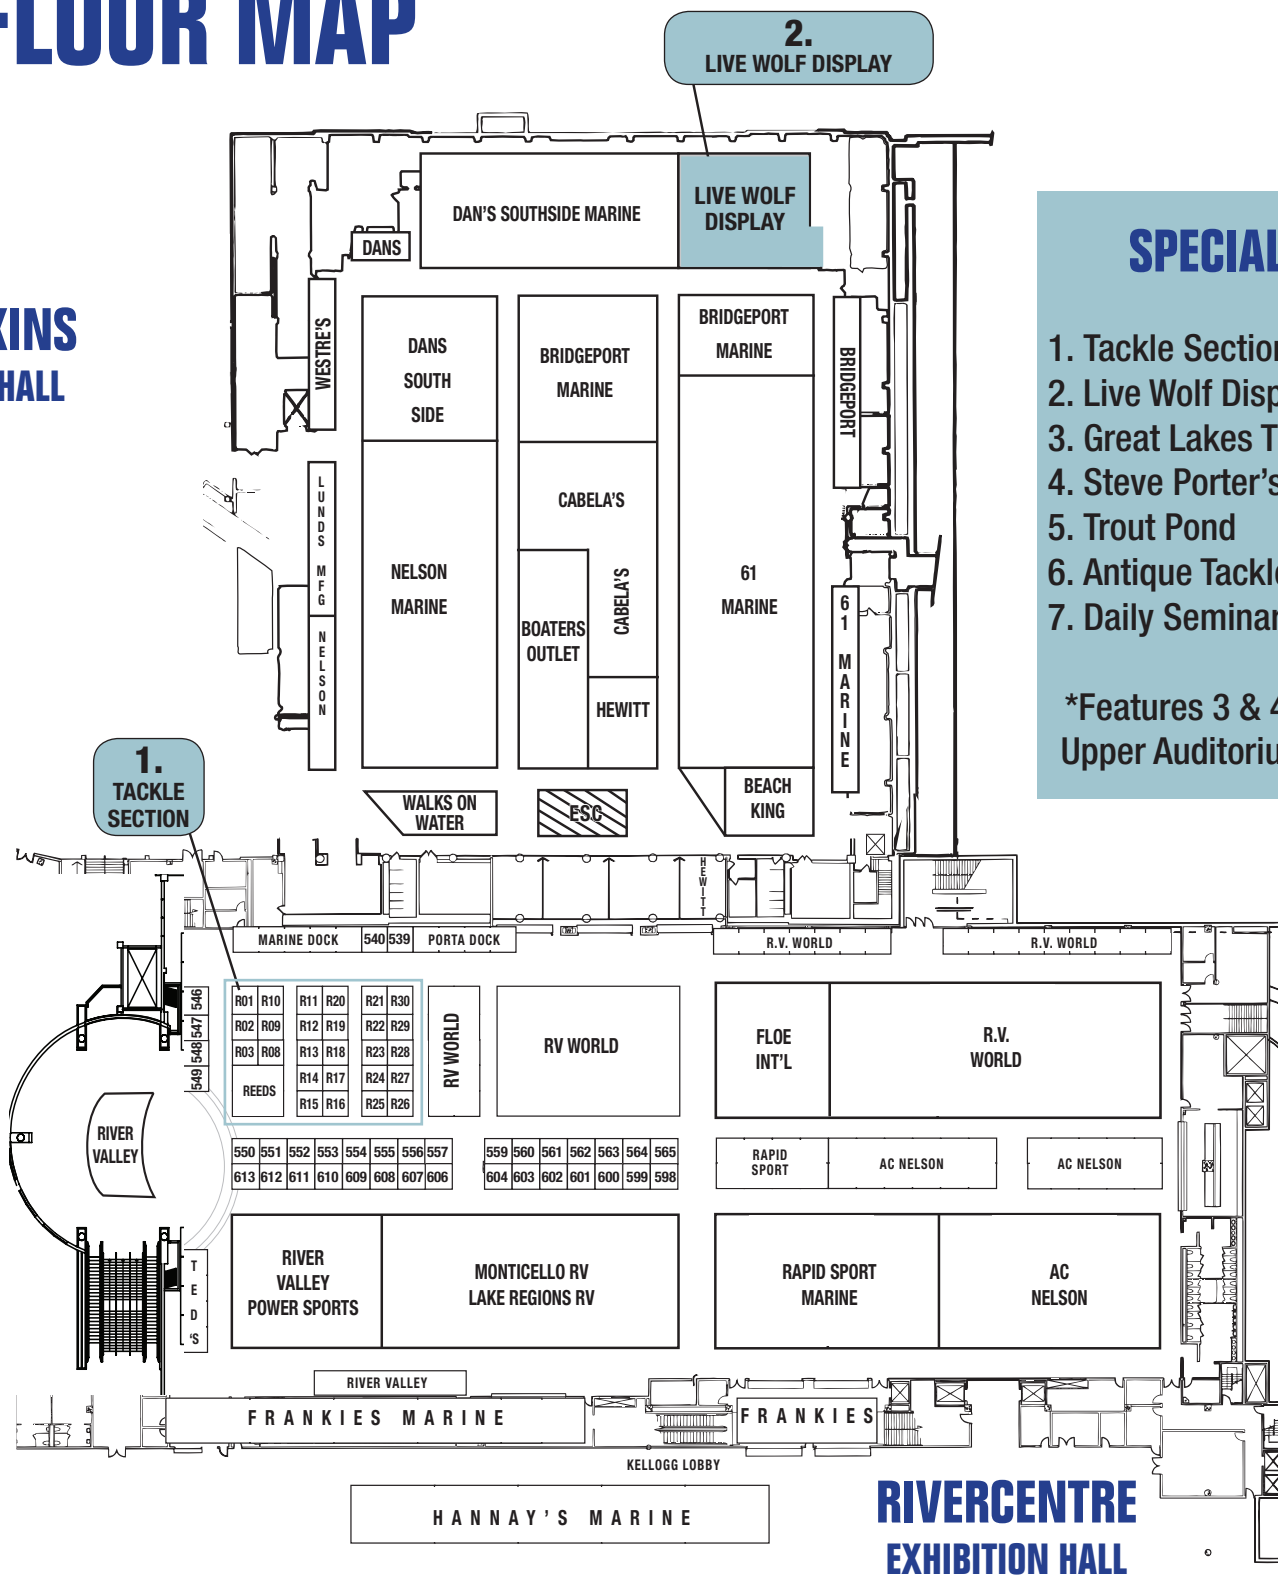 FLOOR MAP
2.
LIVE WOLF DISPLAY
DAN'S SOUTHSIDE MARINE
LIVE WOLF
DISPLAY
DANS
SPECIAL
KINS
HALL
1. Tackle Section
2. Live Wolf Disp
3. Great Lakes T
4. Steve Porter's
5. Trout Pond
6. Antique Tackle
7. Daily Seminar
*Features 3 & 4
Upper Auditoriu
WESTRE'S
DANS
SOUTH
SIDE
BRIDGEPORT
MARINE
BRIDGEPORT
MARINE
BRIDGEPORT
LUNDS MFG
NELSON
NELSON
MARINE
CABELA'S
CABELA'S
BOATERS
OUTLET
HEWITT
61
MARINE
61 MARINE
BEACH
KING
WALKS ON
WATER
ESC
1.
TACKLE
SECTION
HEWITT
MARINE DOCK
540 539
PORTA DOCK
R.V. WORLD
R.V. WORLD
546
547
548
549
R01 R10 R11 R20 R21 R30
R02 R09 R12 R19 R22 R29
R03 R08 R13 R18 R23 R28
REEDS
R14 R17 R24 R27
R15 R16 R25 R26
RV WORLD
RV WORLD
FLOE
INT'L
R.V.
WORLD
RIVER
VALLEY
550 551 552 553 554 555 556 557
613 612 611 610 609 608 607 606
559 560 561 562 563 564 565
604 603 602 601 600 599 598
RAPID
SPORT
AC NELSON
AC NELSON
TED'S
RIVER
VALLEY
POWER SPORTS
MONTICELLO RV
LAKE REGIONS RV
RAPID SPORT
MARINE
AC
NELSON
RIVER VALLEY
FRANKIES MARINE
FRANKIES
KELLOGG LOBBY
HANNAY'S MARINE
RIVERCENTRE
EXHIBITION HALL